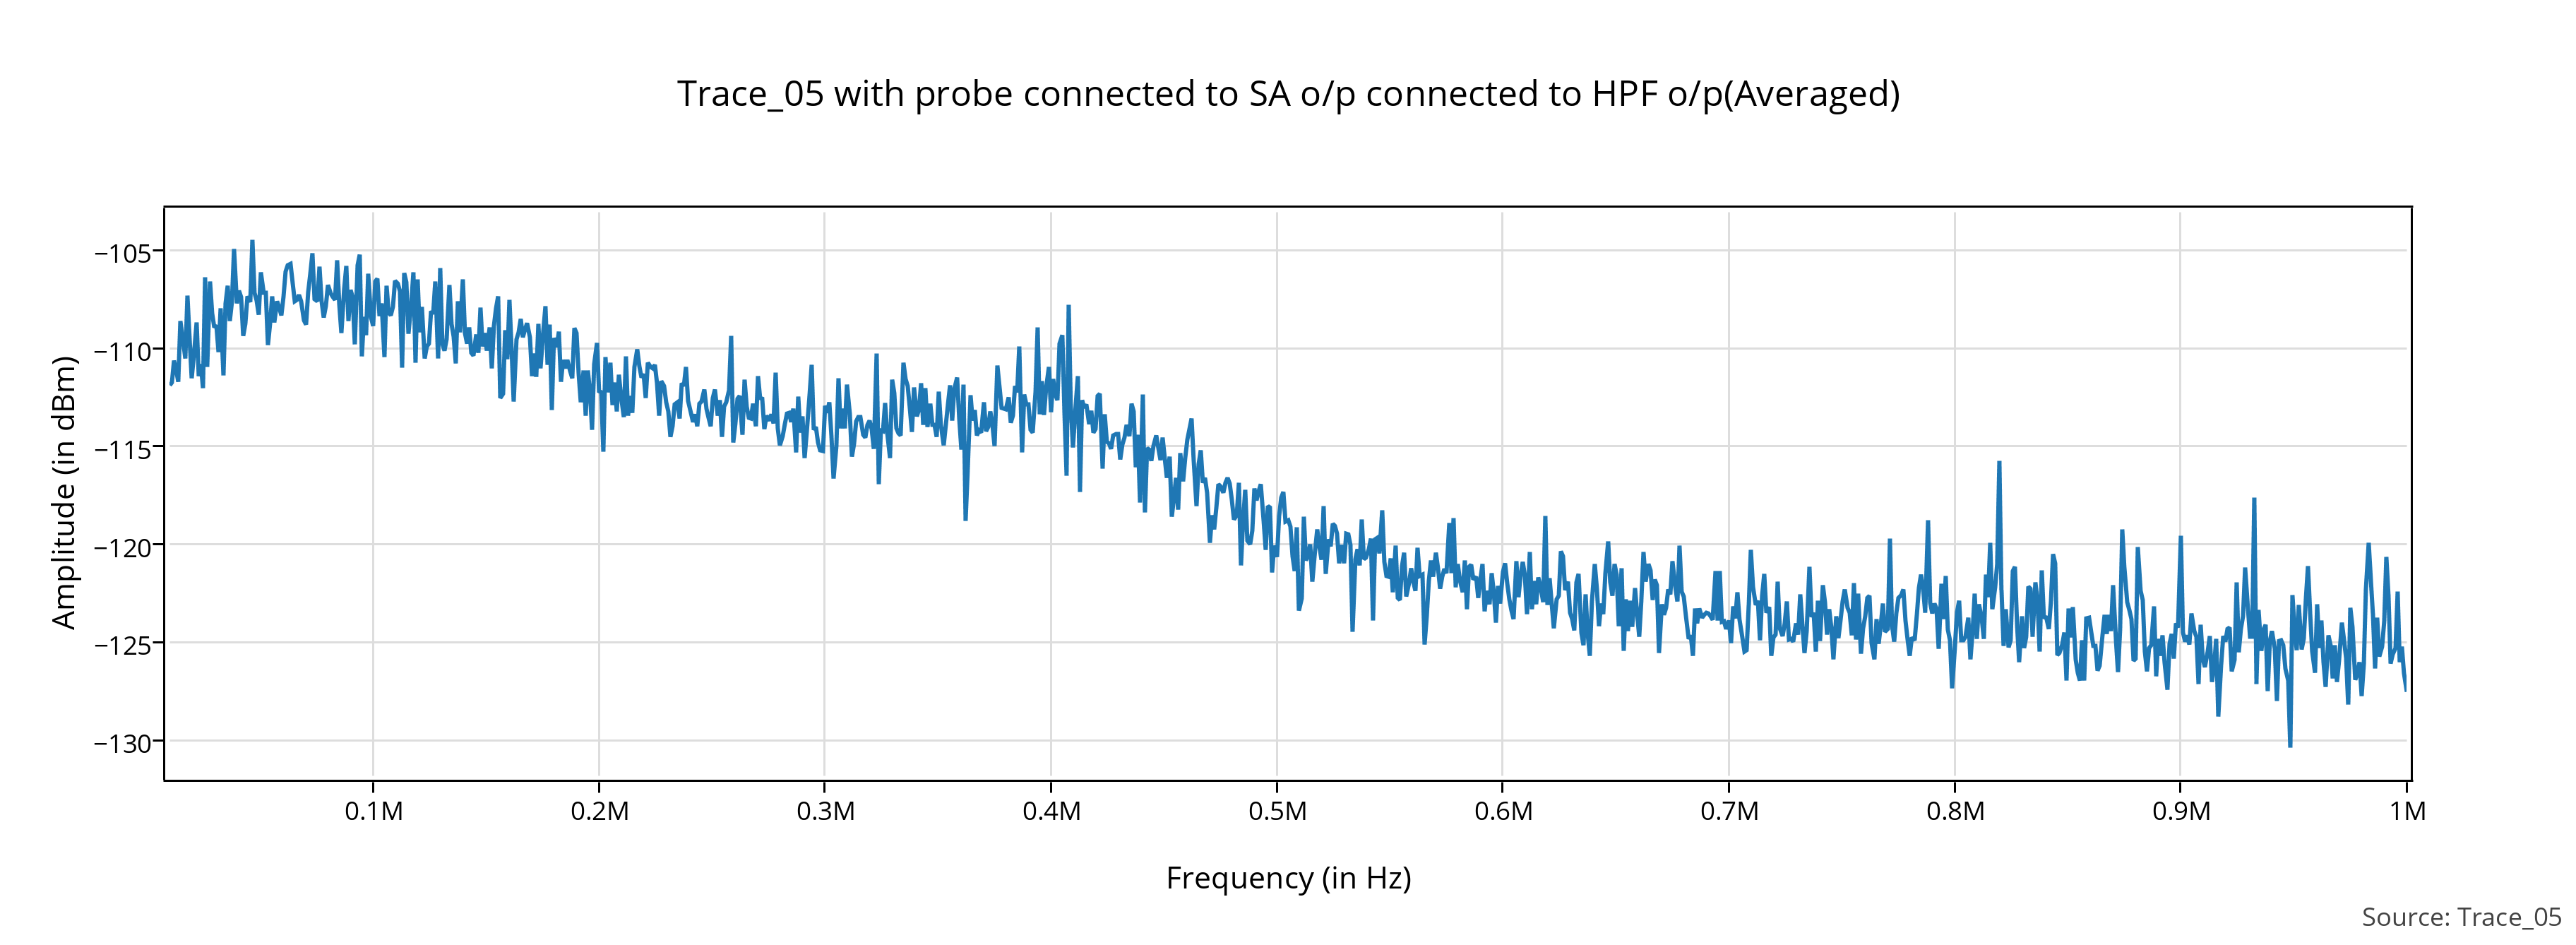 Trace_05 with probe connected to SA o/p connected to HPF o/p(Averaged)
Amplitude (in dBm)
−105
−110
−115
−120
−125
−130
0.1M
0.2M
0.3M
0.4M
0.5M
0.6M
0.7M
0.8M
0.9M
1M
Frequency (in Hz)
Source: Trace_05